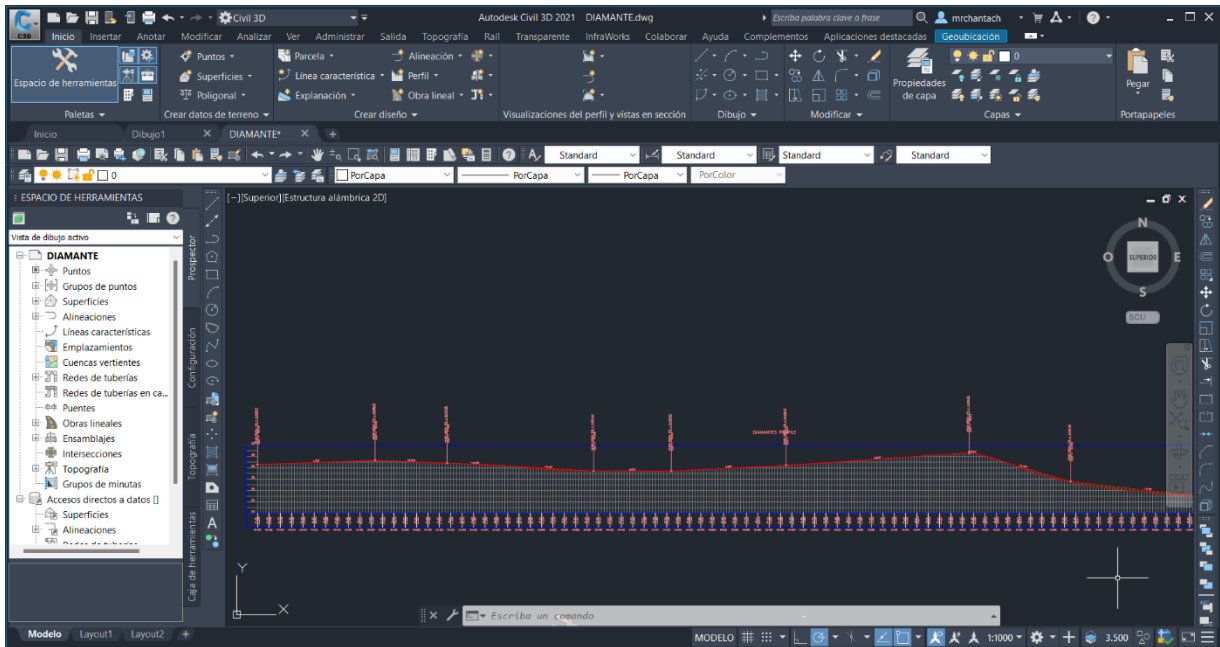 Civil 3D
Autodesk Civil 3D 2021 DIAMANTE.dwg
Escriba palabra clave o frase
mrchantach
C3D
Inicio Insertar Anotar Modificar Analizar Ver Administrar Salida Topografía Raíl Transparente InfraWorks Colaborar Ayuda Complementos Aplicaciones destacadas Geoubicación
Espacio de herramientas
Puntos
Superficies
Poligonal
Parcela
Línea característica
Explanación
Alineación
Perfil
Obra lineal
Propiedades de capa
0
Pegar
Paletas
Crear datos de terreno
Crear diseño
Visualizaciones del perfil y vistas en sección
Dibujo
Modificar
Capas
Portapapeles
Inicio Dibujo1 DIAMANTE*
Standard Standard Standard Standard
0 PorCapa PorCapa PorCapa PorColor
ESPACIO DE HERRAMIENTAS
Vista de dibujo activo
DIAMANTE
Puntos
Grupos de puntos
Superficies
Alineaciones
Líneas características
Emplazamientos
Cuencas vertientes
Redes de tuberías
Redes de tuberías en ca...
Puentes
Obras lineales
Ensamblajes
Intersecciones
Topografía
Grupos de minutas
Accesos directos a datos []
Superficies
Alineaciones
Redes de tuberías
Prospector
Configuración
Topografía
Caja de herramientas
[−][Superior][Estructura alámbrica 2D]
N
O SUPERIOR E
S
SCU
Y
X
Escriba un comando
Modelo Layout1 Layout2
MODELO 1:1000 3.500